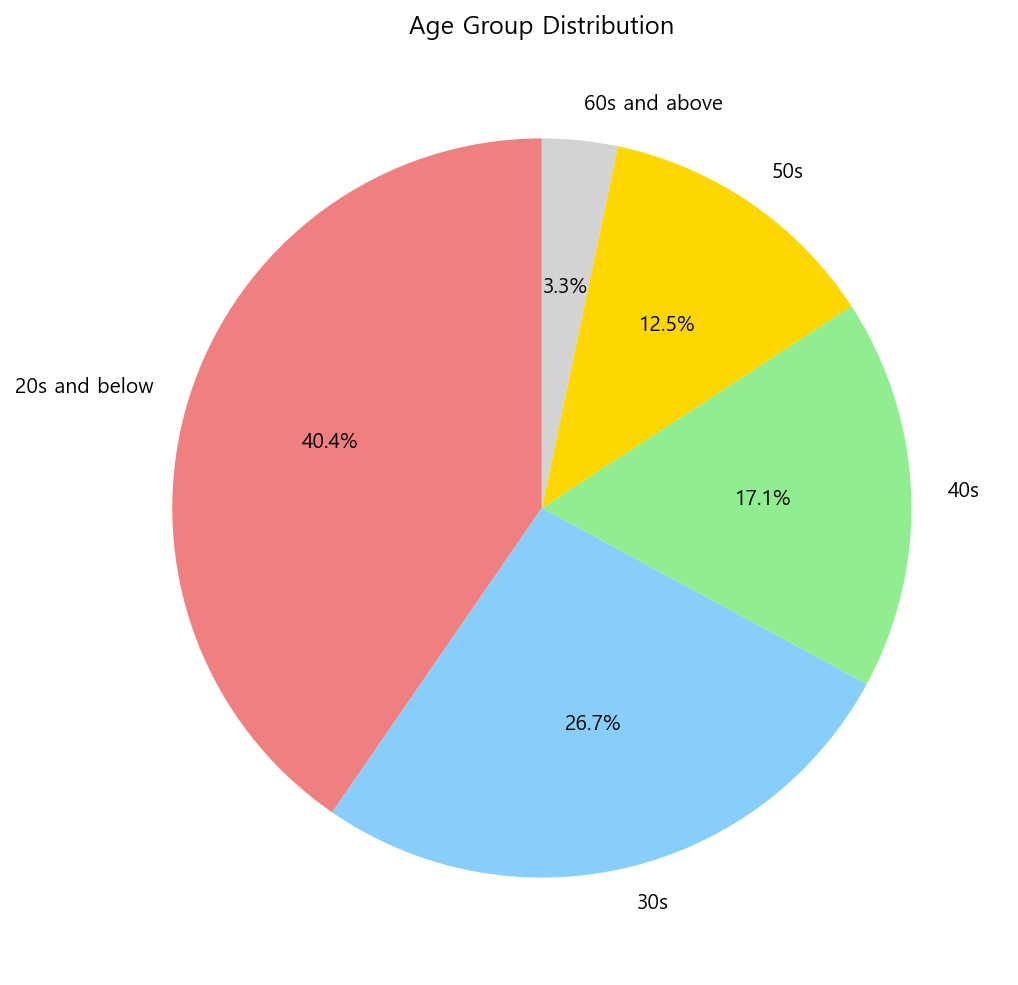 Age Group Distribution
60s and above
50s
3.3%
12.5%
20s and below
40.4%
40s
17.1%
26.7%
30s